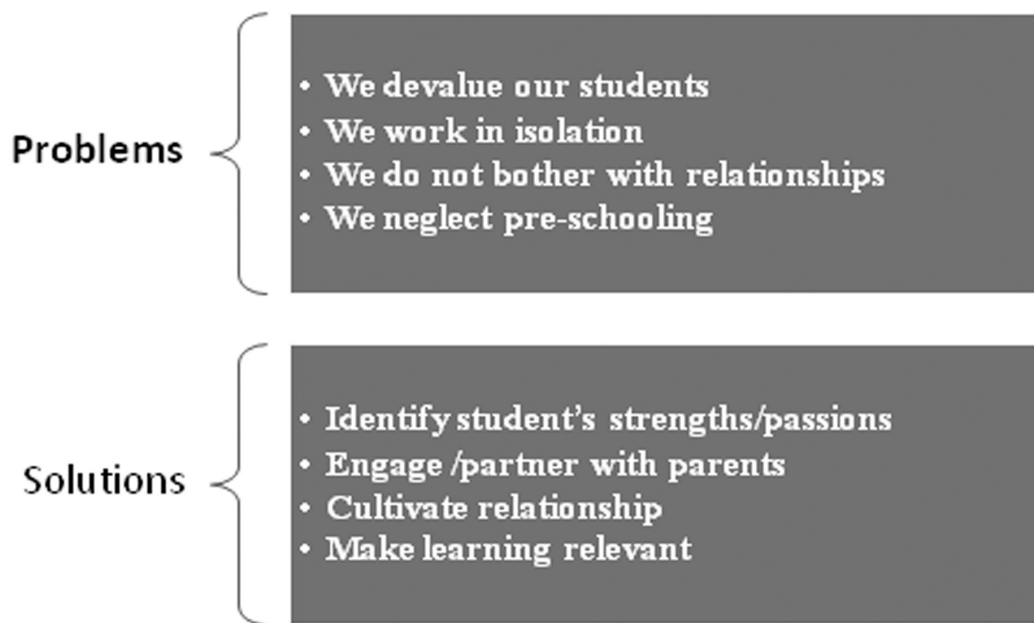 Problems
• We devalue our students
• We work in isolation
• We do not bother with relationships
• We neglect pre-schooling
Solutions
• Identify student’s strengths/passions
• Engage /partner with parents
• Cultivate relationship
• Make learning relevant